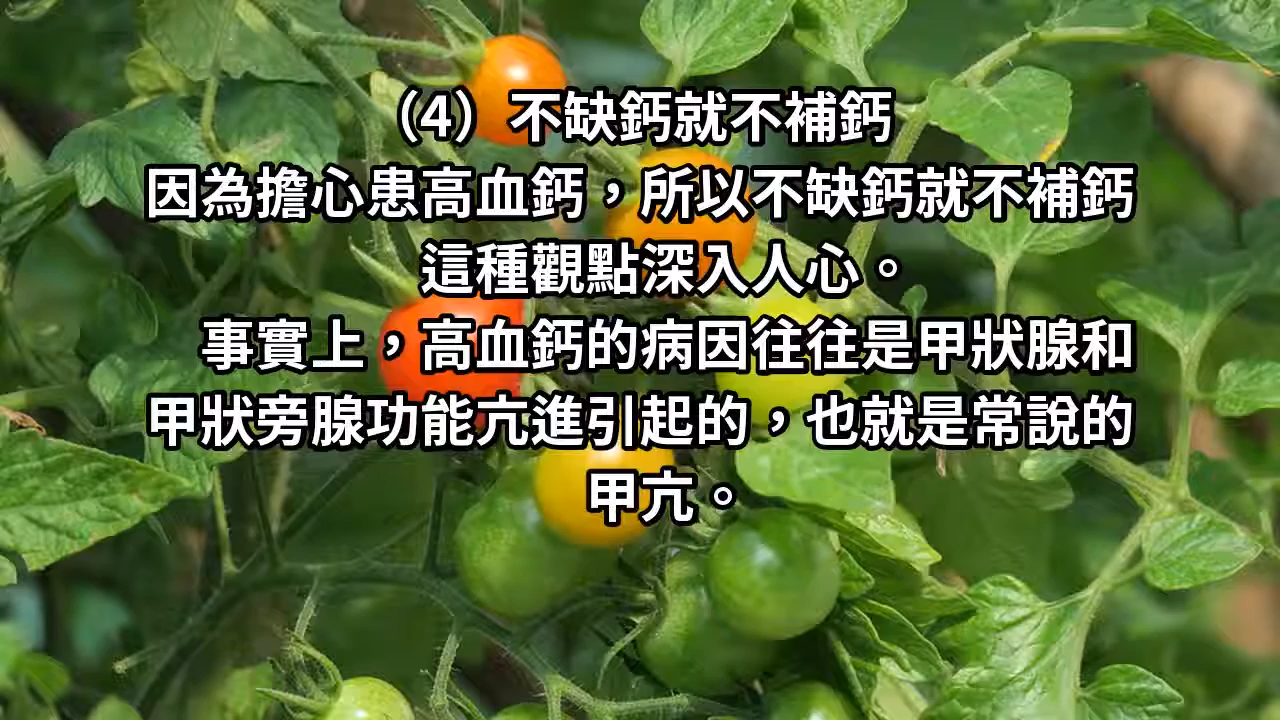 （4）不缺鈣就不補鈣
因為擔心患高血鈣，所以不缺鈣就不補鈣
這種觀點深入人心。
事實上，高血鈣的病因往往是甲狀腺和
甲狀旁腺功能亢進引起的，也就是常說的
甲亢。